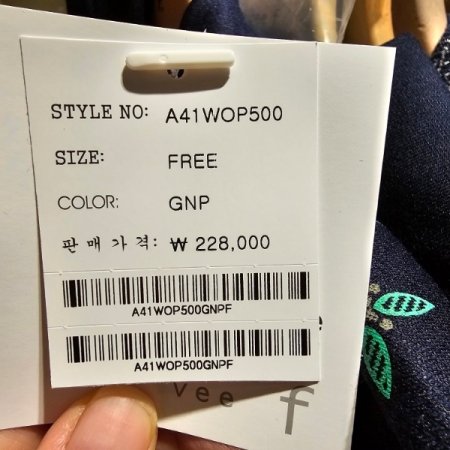 STYLE NO: A41WOP500
SIZE: FREE
COLOR: GNP
판매가격: ₩ 228,000
A41WOP500GNPF
A41WOP500GNPF
vee f